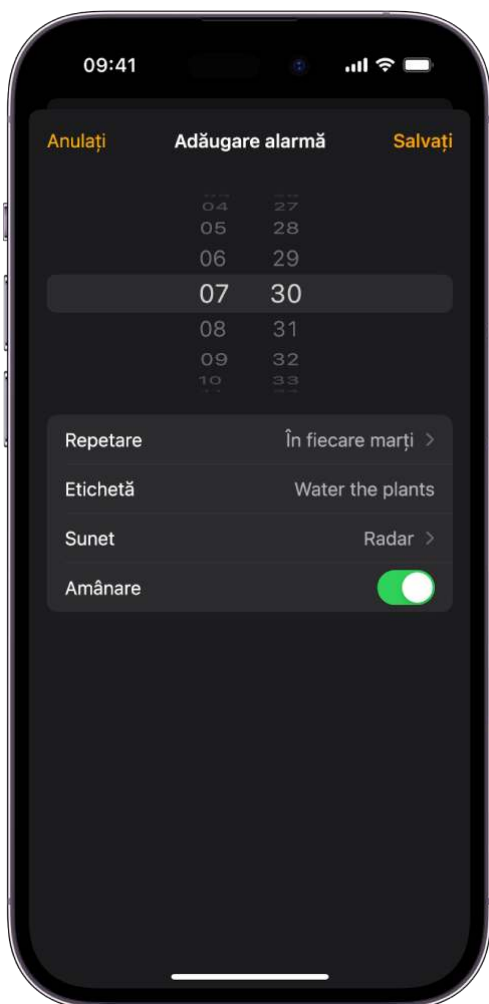 09:41
Anulați Adăugare alarmă Salvați
04 27
05 28
06 29
07 30
08 31
09 32
10 33
Repetare În fiecare marți
Etichetă Water the plants
Sunet Radar
Amânare